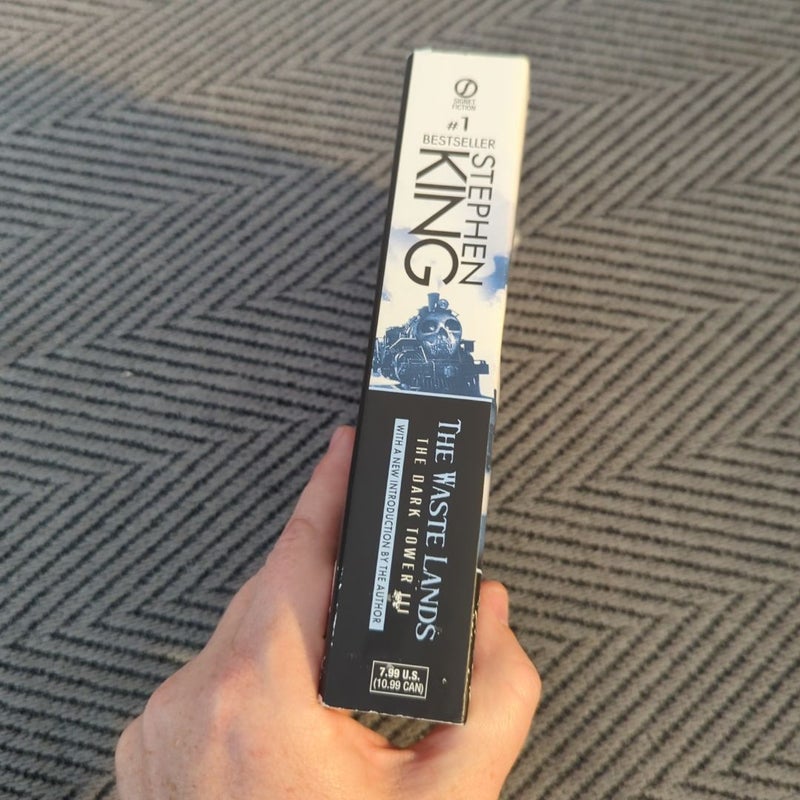 SIGNET
FICTION
#1
BESTSELLER
STEPHEN
KING
THE WASTE LANDS
THE DARK TOWER III
WITH A NEW INTRODUCTION BY THE AUTHOR
7.99 U.S.
(10.99 CAN)